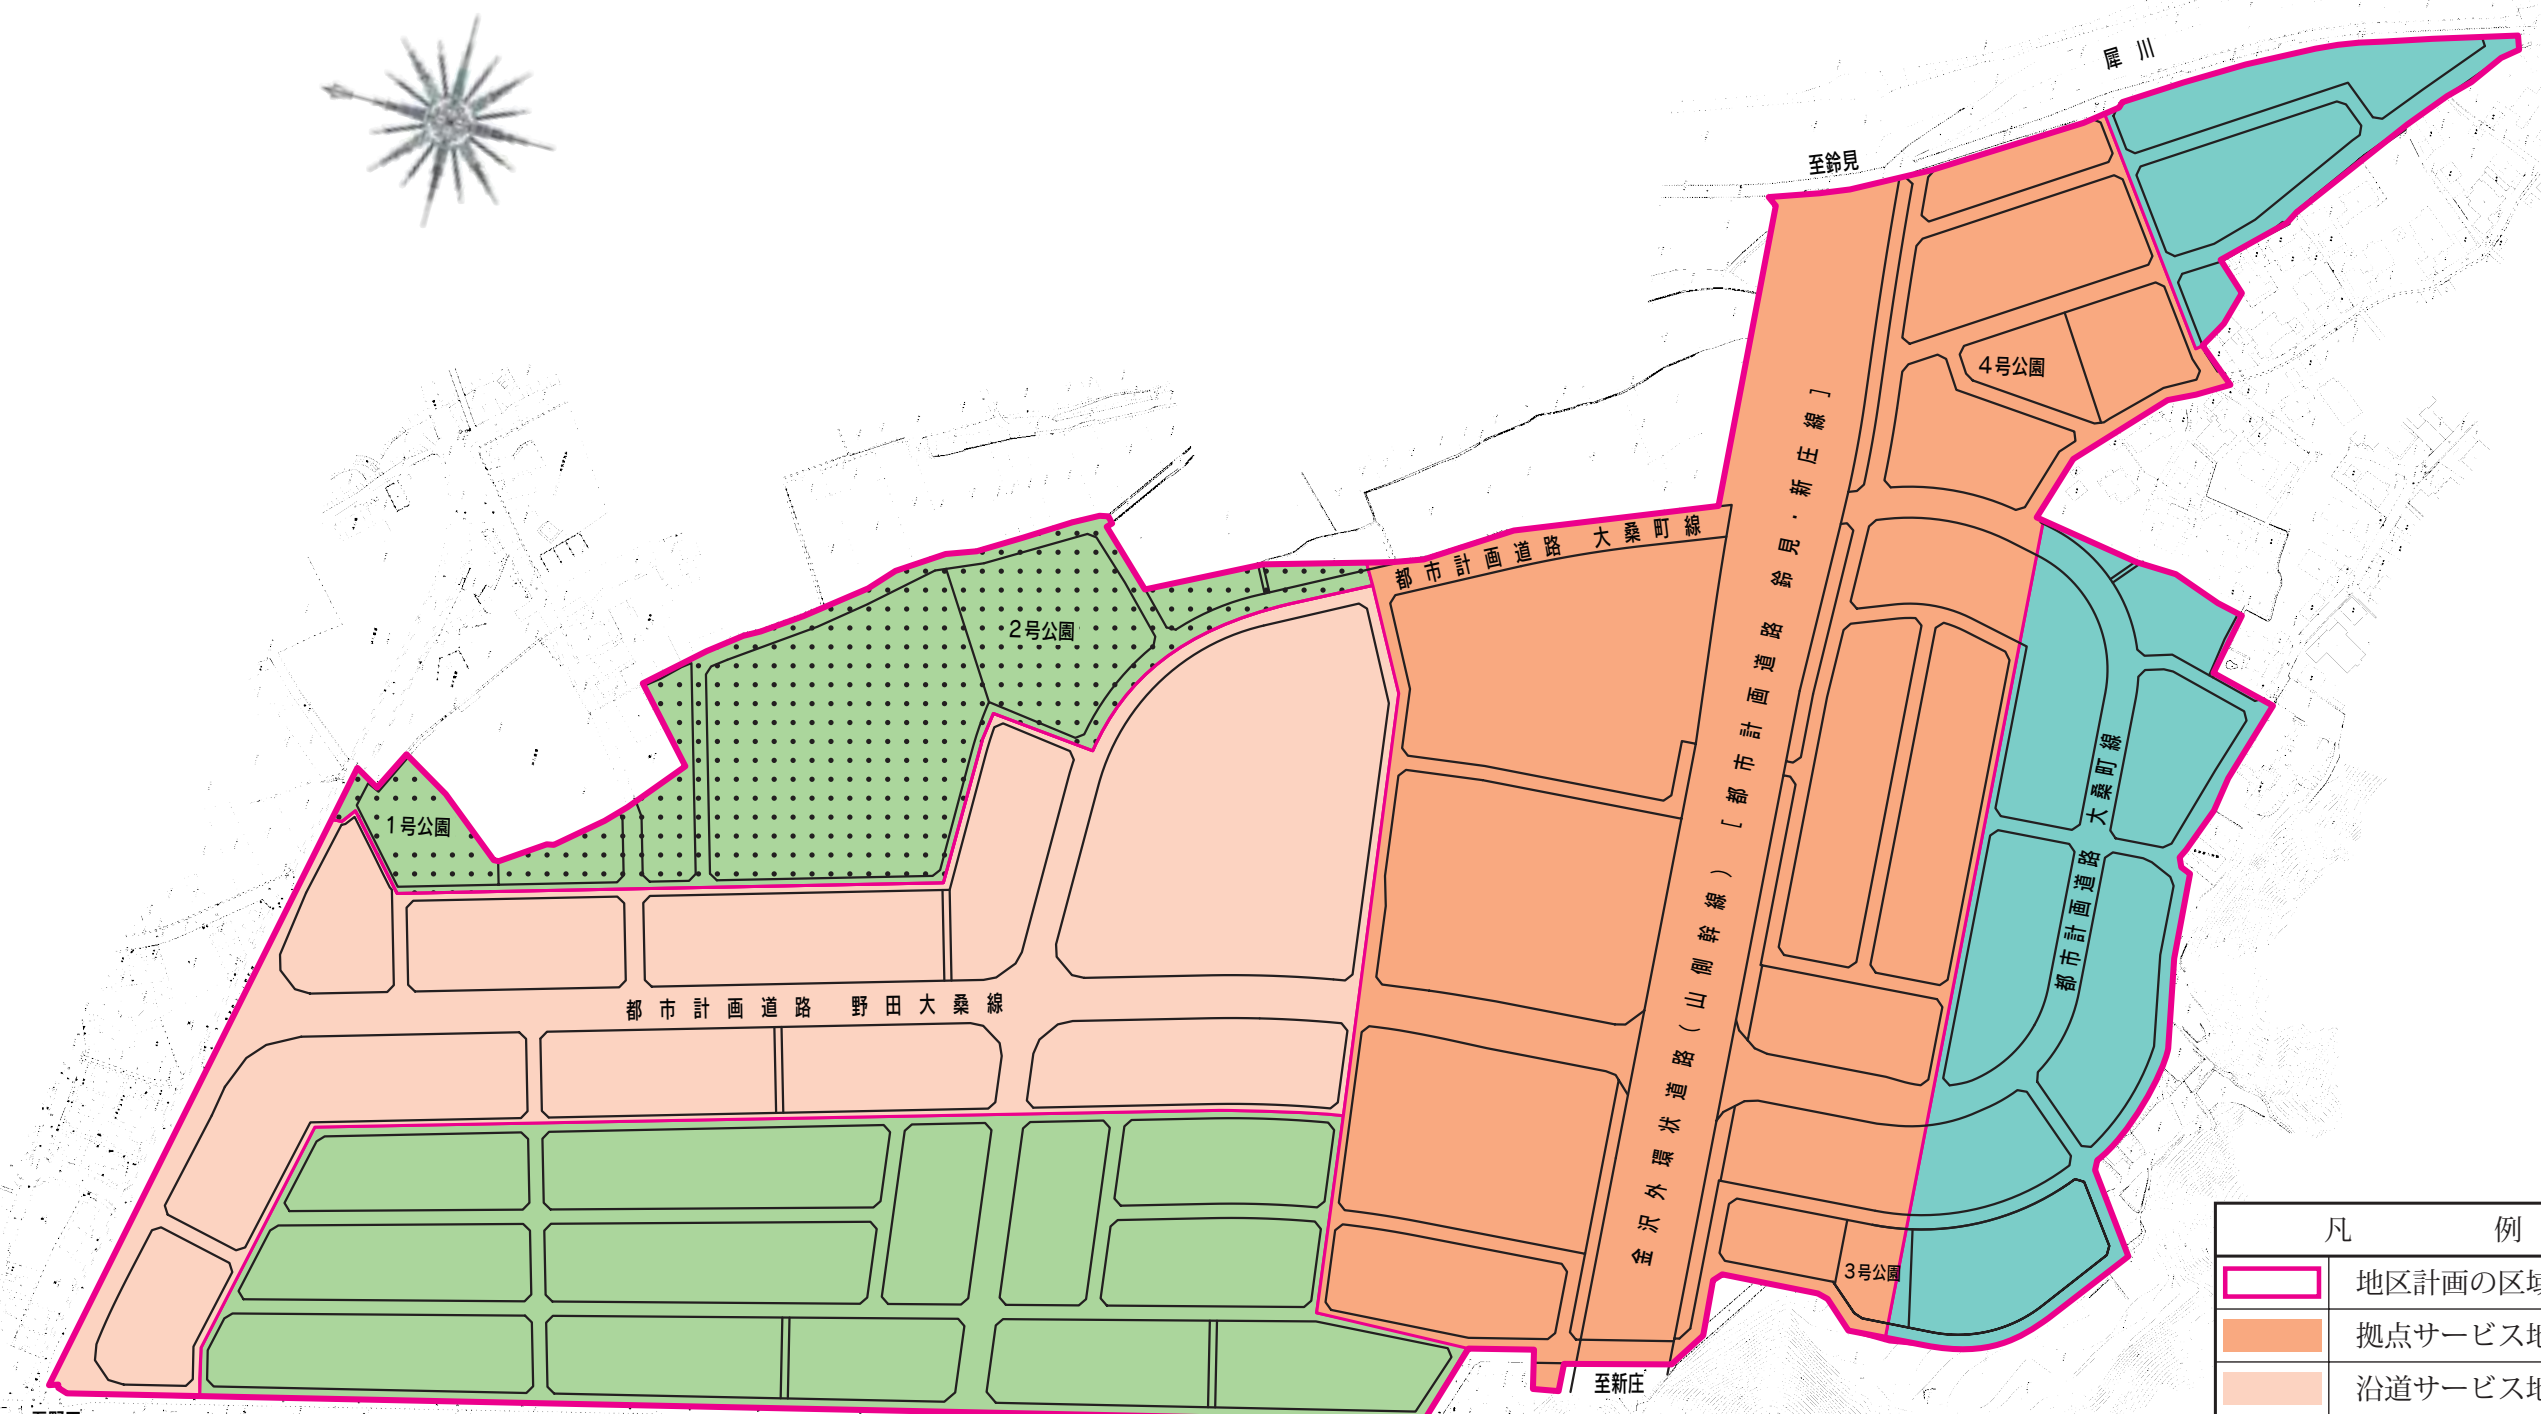 犀川
至鈴見
4号公園
都市計画道路 大桑町線
2号公園
1号公園
都市計画道路 野田大桑線
金沢外環状道路(山側幹線) [都市計画道路 鈴見・新庄線]
都市計画道路 大桑町線
3号公園
至新庄
凡例
地区計画の区域
拠点サービス地
沿道サービス地